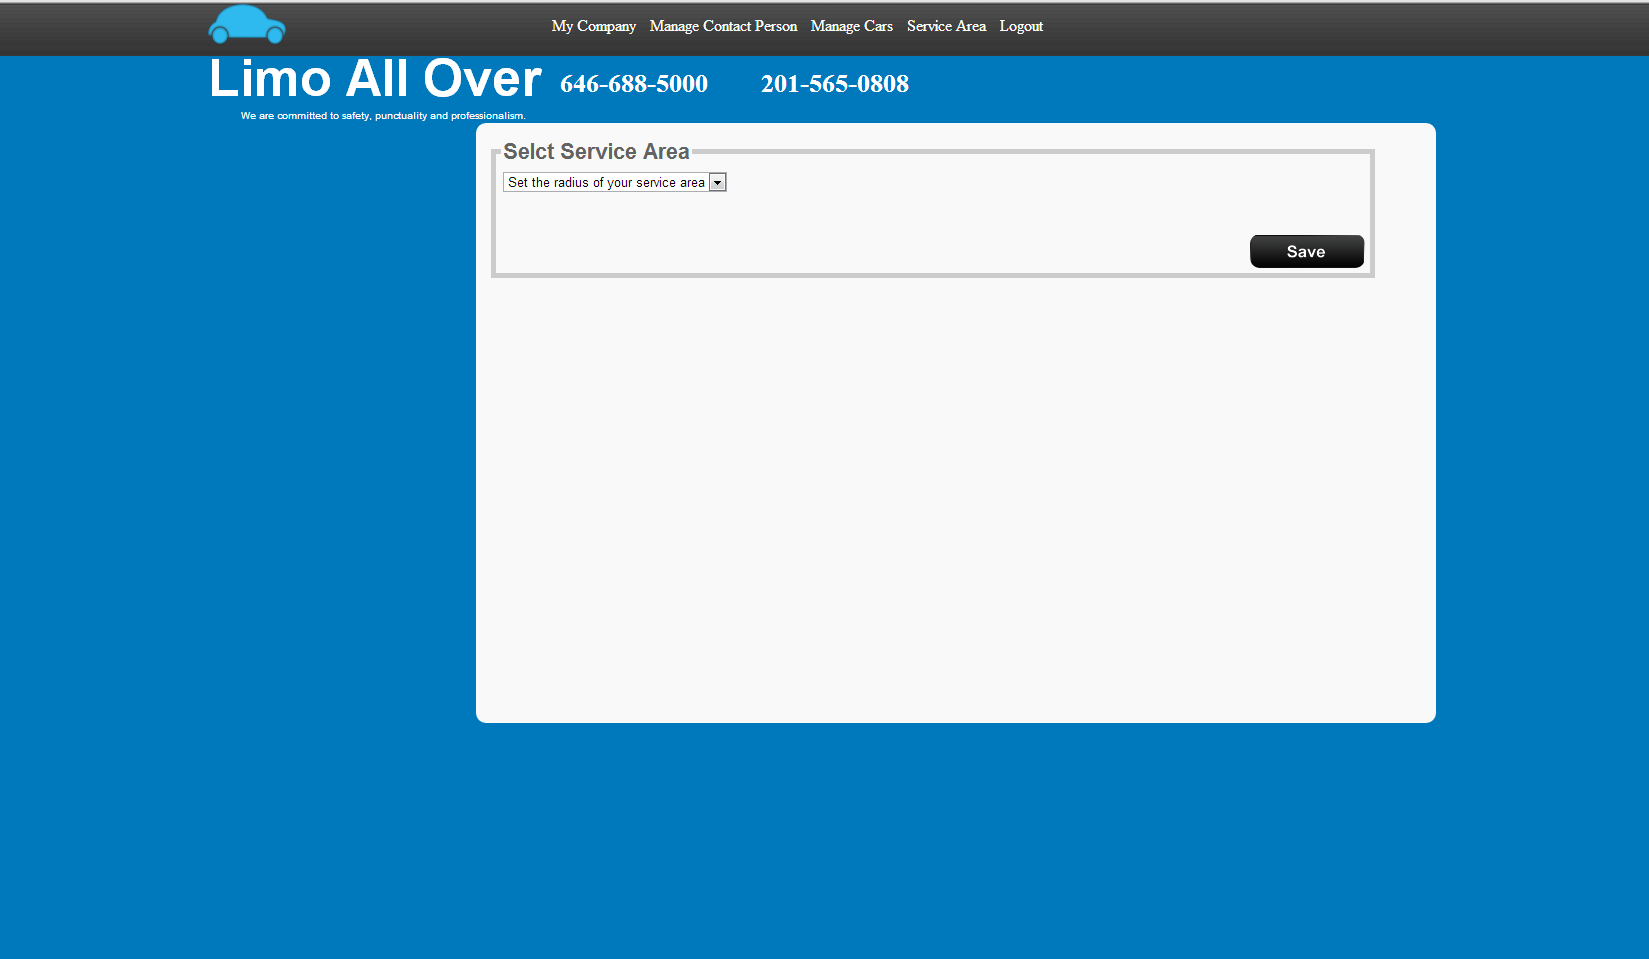 My Company Manage Contact Person Manage Cars Service Area Logout
Limo All Over 646-688-5000 201-565-0808
We are committed to safety, punctuality and professionalism.
Selct Service Area
Set the radius of your service area
Save